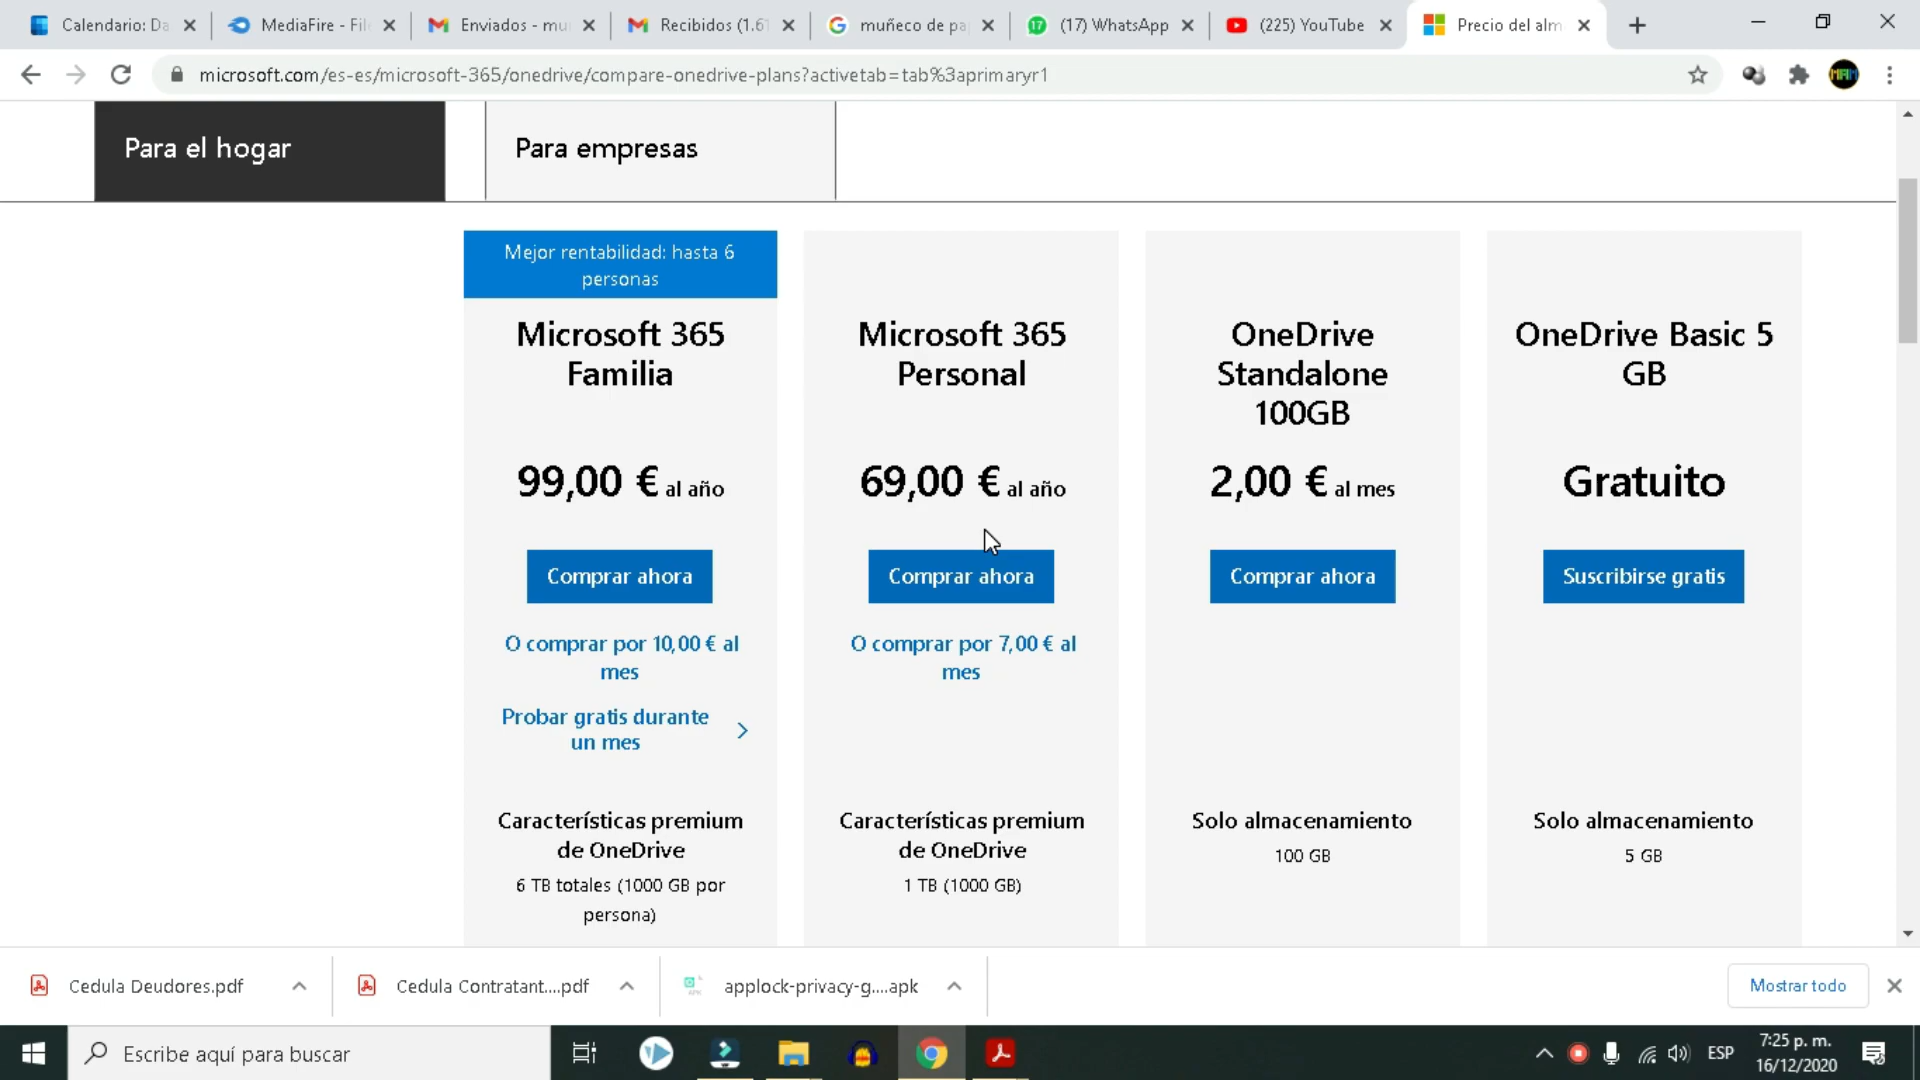 Calendario: Da
MediaFire - File
Enviados - mu
Recibidos (1.61
muñeco de pa
17
(17) WhatsApp
(225) YouTube
Precio del alm
microsoft.com/es-es/microsoft-365/onedrive/compare-onedrive-plans?activetab=tab%3aprimaryr1
Para el hogar
Para empresas
Mejor rentabilidad: hasta 6
personas
Microsoft 365
Familia
99,00 € al año
Comprar ahora
O comprar por 10,00 € al
mes
Probar gratis durante
un mes
Características premium
de OneDrive
6 TB totales (1000 GB por
persona)
Microsoft 365
Personal
69,00 € al año
Comprar ahora
O comprar por 7,00 € al
mes
Características premium
de OneDrive
1 TB (1000 GB)
OneDrive
Standalone
100GB
2,00 € al mes
Comprar ahora
Solo almacenamiento
100 GB
OneDrive Basic 5
GB
Gratuito
Suscribirse gratis
Solo almacenamiento
5 GB
Cedula Deudores.pdf
Cedula Contratant....pdf
applock-privacy-g....apk
Mostrar todo
Escribe aquí para buscar
ESP
7:25 p. m.
16/12/2020